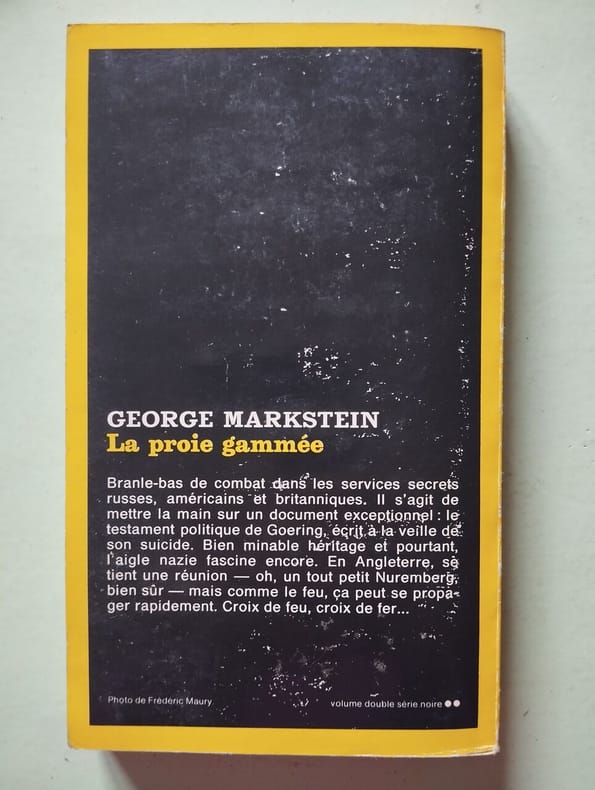 GEORGE MARKSTEIN
La proie gammée
Branle-bas de combat dans les services secrets
russes, américains et britanniques. Il s'agit de
mettre la main sur un document exceptionnel : le
testament politique de Goering, écrit à la veille de
son suicide. Bien minable héritage et pourtant,
l'aigle nazie fascine encore. En Angleterre, se
tient une réunion — oh, un tout petit Nuremberg,
bien sûr — mais comme le feu, ça peut se propa-
ger rapidement. Croix de feu, croix de fer...
Photo de Frédéric Maury
volume double série noire ●●